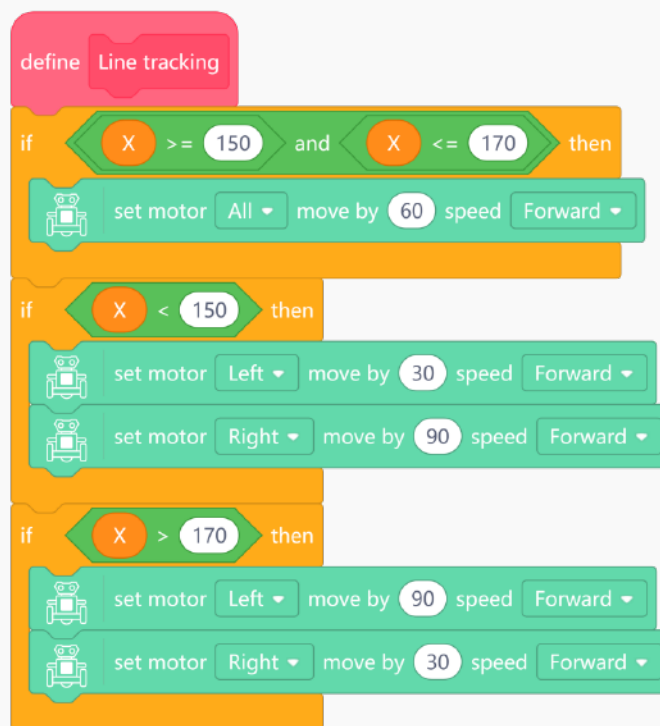 define Line tracking
if X >= 150 and X <= 170 then
set motor All move by 60 speed Forward
if X < 150 then
set motor Left move by 30 speed Forward
set motor Right move by 90 speed Forward
if X > 170 then
set motor Left move by 90 speed Forward
set motor Right move by 30 speed Forward